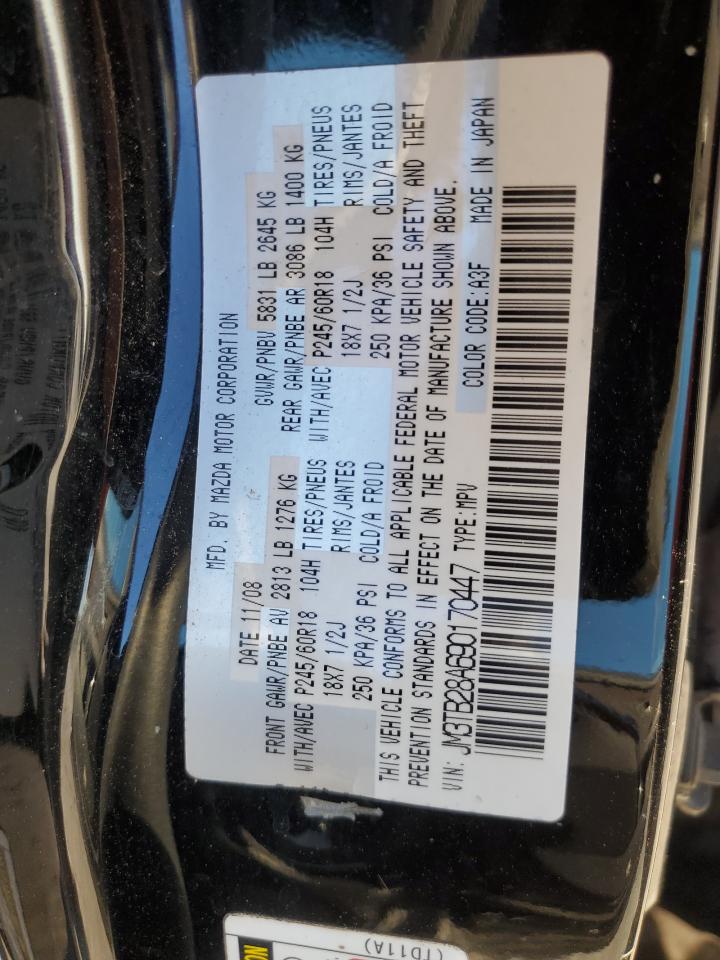 MFD. BY MAZDA MOTOR CORPORATION
DATE 11/08 GVWR/PNBV 5831 LB 2645 KG
FRONT GAWR/PNBE AV 2813 LB 1276 KG REAR GAWR/PNBE AR 3086 LB 1400 KG
WITH/AVEC P245/60R18 104H TIRES/PNEUS WITH/AVEC P245/60R18 104H TIRES/PNEUS
18X7 1/2J RIMS/JANTES 18X7 1/2J RIMS/JANTES
250 KPA/36 PSI COLD/A FROID 250 KPA/36 PSI COLD/A FROID
THIS VEHICLE CONFORMS TO ALL APPLICABLE FEDERAL MOTOR VEHICLE SAFETY AND THEFT
PREVENTION STANDARDS IN EFFECT ON THE DATE OF MANUFACTURE SHOWN ABOVE.
VIN: JM3TB28A690170447 TYPE:MPV COLOR CODE:A3F MADE IN JAPAN
(TD11A)